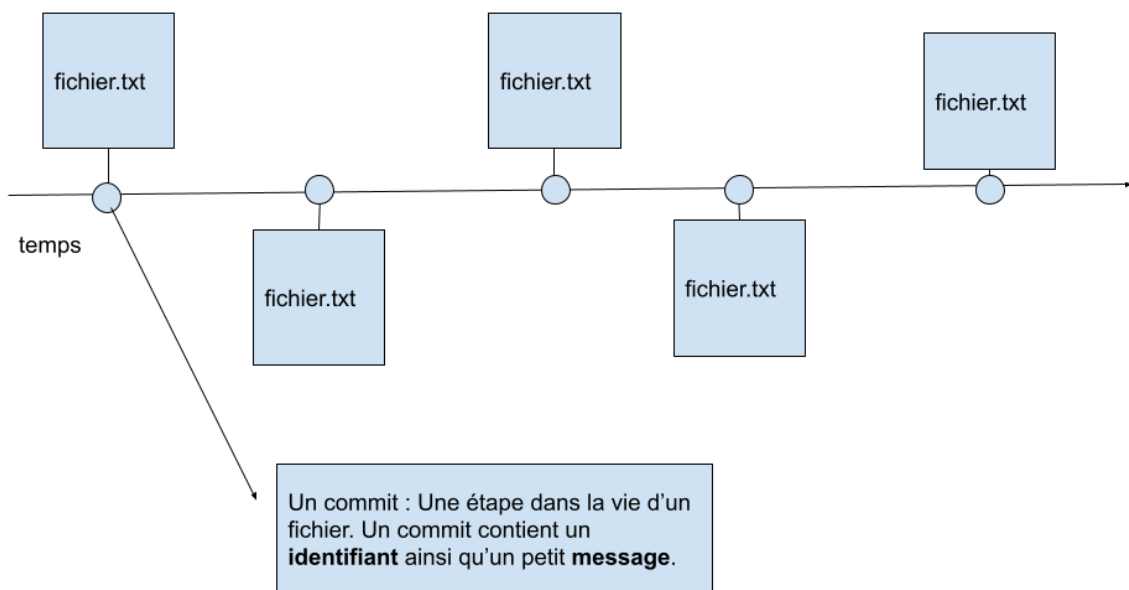 fichier.txt
fichier.txt
fichier.txt
temps
fichier.txt
fichier.txt
Un commit : Une étape dans la vie d’un
fichier. Un commit contient un
identifiant ainsi qu’un petit message.